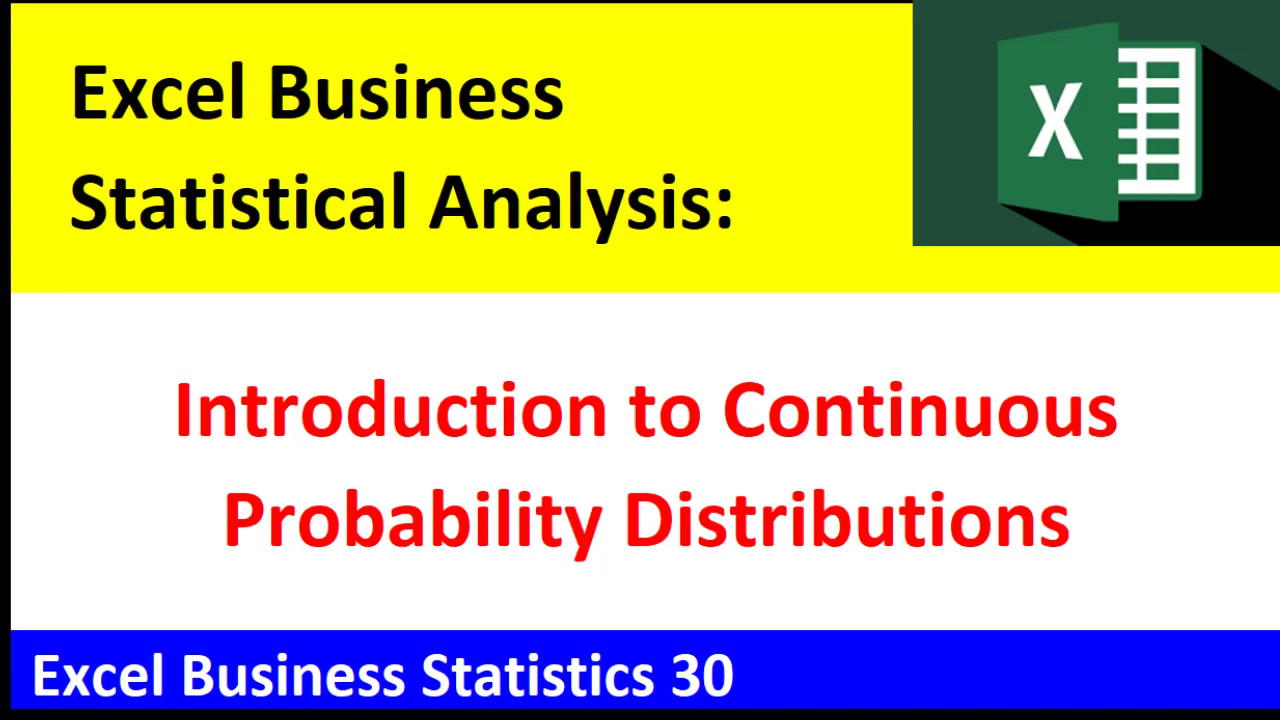 Excel Business
Statistical Analysis:
X
Introduction to Continuous
Probability Distributions
Excel Business Statistics 30